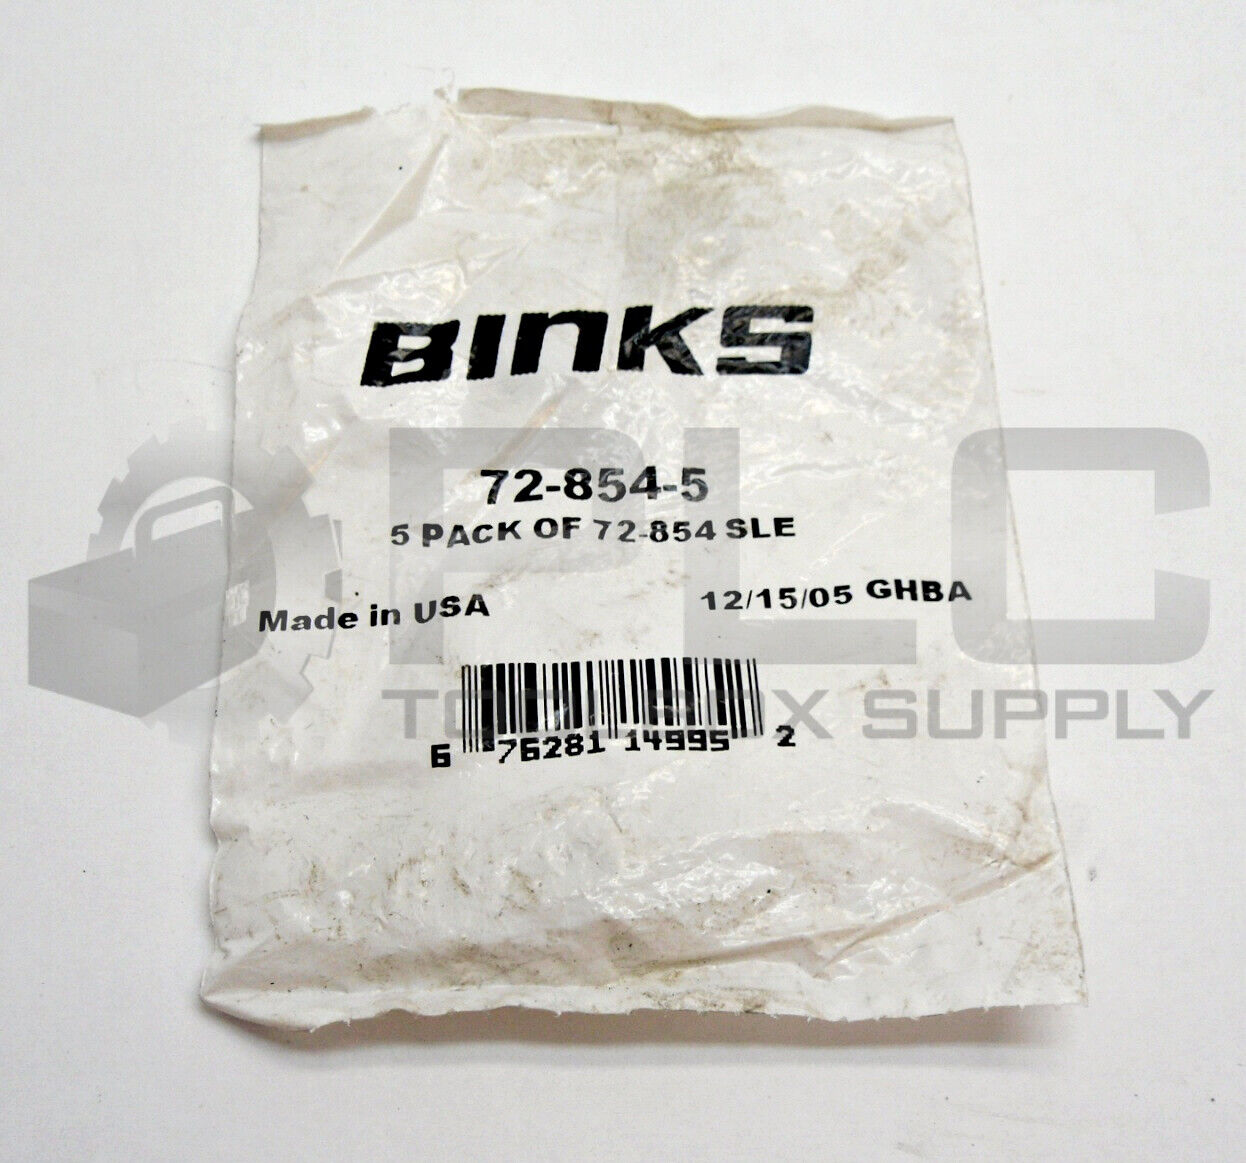 BINKS
72-854-5
5 PACK OF 72-854 SLE
Made in USA 12/15/05 GHBA
6 76281 14995 2
PLC
TOOLBOX SUPPLY